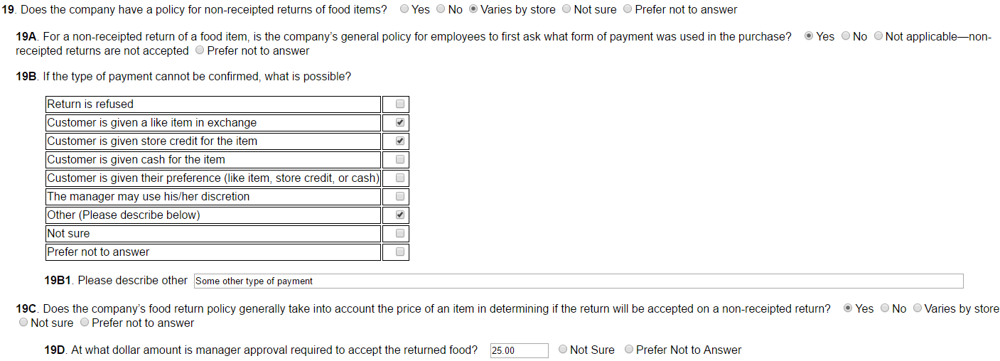 19. Does the company have a policy for non-receipted returns of food items? Yes No Varies by store Not sure Prefer not to answer
19A. For a non-receipted return of a food item, is the company's general policy for employees to first ask what form of payment was used in the purchase? Yes No Not applicable—non-
receipted returns are not accepted Prefer not to answer
19B. If the type of payment cannot be confirmed, what is possible?
Return is refused
Customer is given a like item in exchange
Customer is given store credit for the item
Customer is given cash for the item
Customer is given their preference (like item, store credit, or cash)
The manager may use his/her discretion
Other (Please describe below)
Not sure
Prefer not to answer
19B1. Please describe other Some other type of payment
19C. Does the company's food return policy generally take into account the price of an item in determining if the return will be accepted on a non-receipted return? Yes No Varies by store
Not sure Prefer not to answer
19D. At what dollar amount is manager approval required to accept the returned food? 25.00 Not Sure Prefer Not to Answer